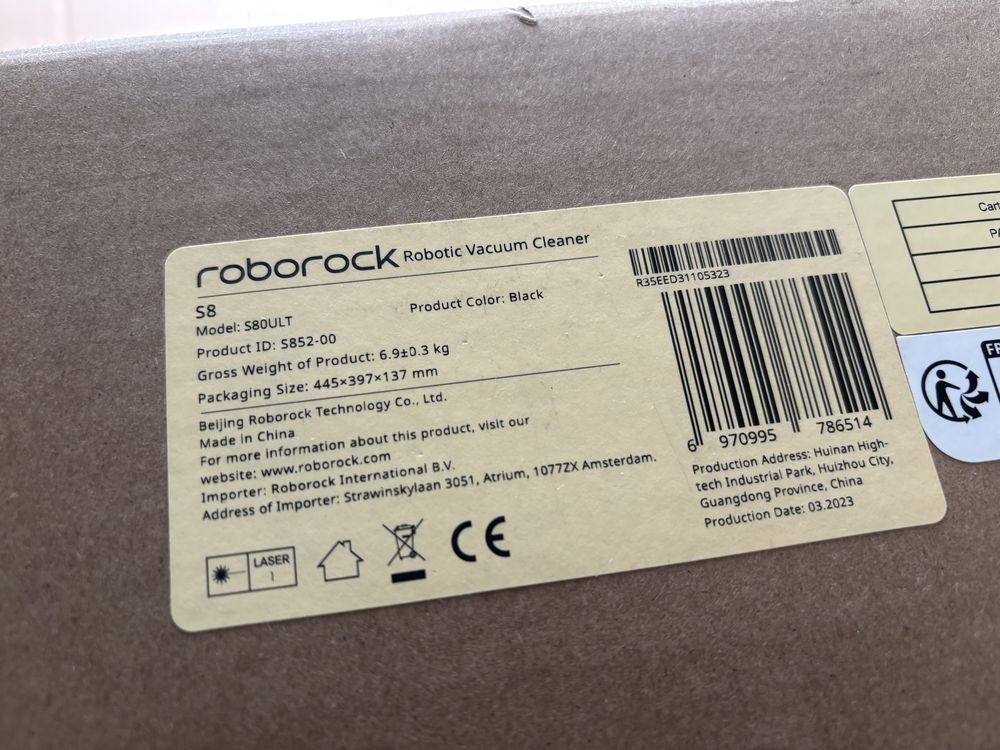 roborock Robotic Vacuum Cleaner
S8
Model: S80ULT
Product Color: Black
Product ID: S852-00
Gross Weight of Product: 6.9±0.3 kg
Packaging Size: 445×397×137 mm
Beijing Roborock Technology Co., Ltd.
Made in China
For more information about this product, visit our
website: www.roborock.com
Importer: Roborock International B.V.
Address of Importer: Strawinskylaan 3051, Atrium, 1077ZX Amsterdam.
LASER
1
CE
R35EED31105323
6 970995 786514
Production Address: Huinan High-
tech Industrial Park, Huizhou City,
Guangdong Province, China
Production Date: 03.2023
Cart
PA
FR